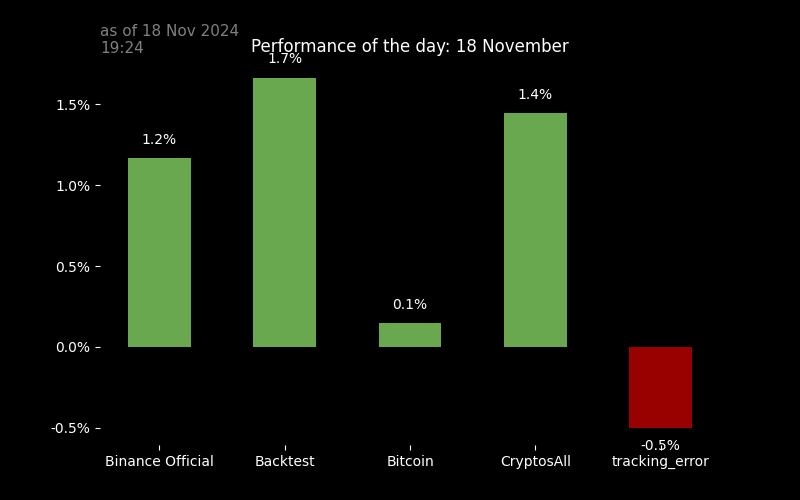 as of 18 Nov 2024
19:24
Performance of the day: 18 November
1.7%
1.5%
1.4%
1.2%
1.0%
0.5%
0.1%
0.0%
-0.5%
-0.5%
Binance Official
Backtest
Bitcoin
CryptosAll
tracking_error